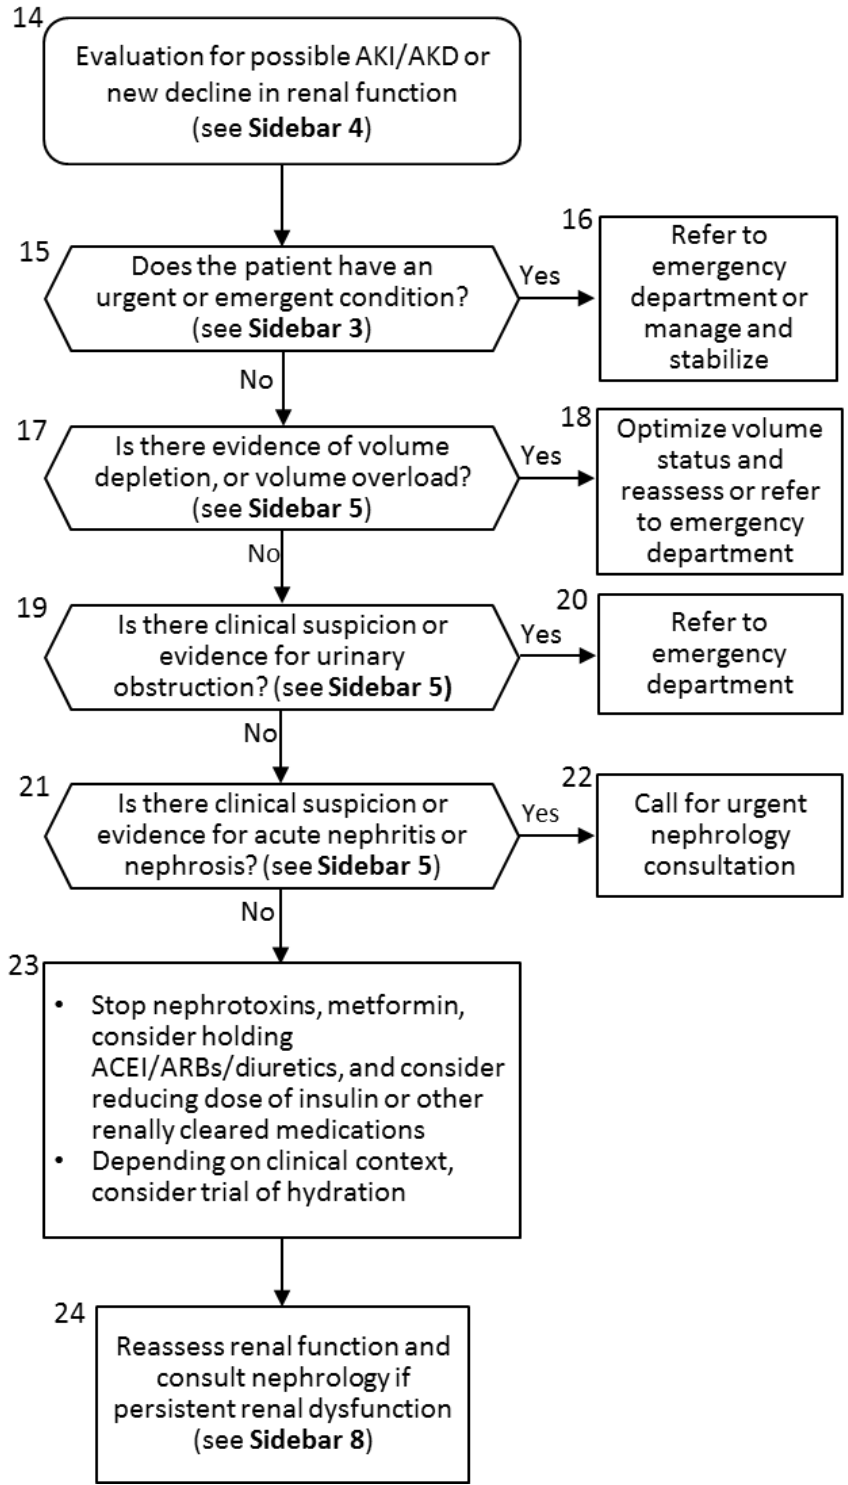 14
Evaluation for possible AKI/AKD or
new decline in renal function
(see Sidebar 4)
15
Does the patient have an
urgent or emergent condition?
(see Sidebar 3)
Yes
16
Refer to
emergency
department or
manage and
stabilize
No
17
Is there evidence of volume
depletion, or volume overload?
(see Sidebar 5)
Yes
18
Optimize volume
status and
reassess or refer
to emergency
department
No
19
Is there clinical suspicion or
evidence for urinary
obstruction? (see Sidebar 5)
Yes
20
Refer to
emergency
department
No
21
Is there clinical suspicion or
evidence for acute nephritis or
nephrosis? (see Sidebar 5)
Yes
22
Call for urgent
nephrology
consultation
No
23
• Stop nephrotoxins, metformin,
consider holding
ACEI/ARBs/diuretics, and consider
reducing dose of insulin or other
renally cleared medications
• Depending on clinical context,
consider trial of hydration
24
Reassess renal function and
consult nephrology if
persistent renal dysfunction
(see Sidebar 8)